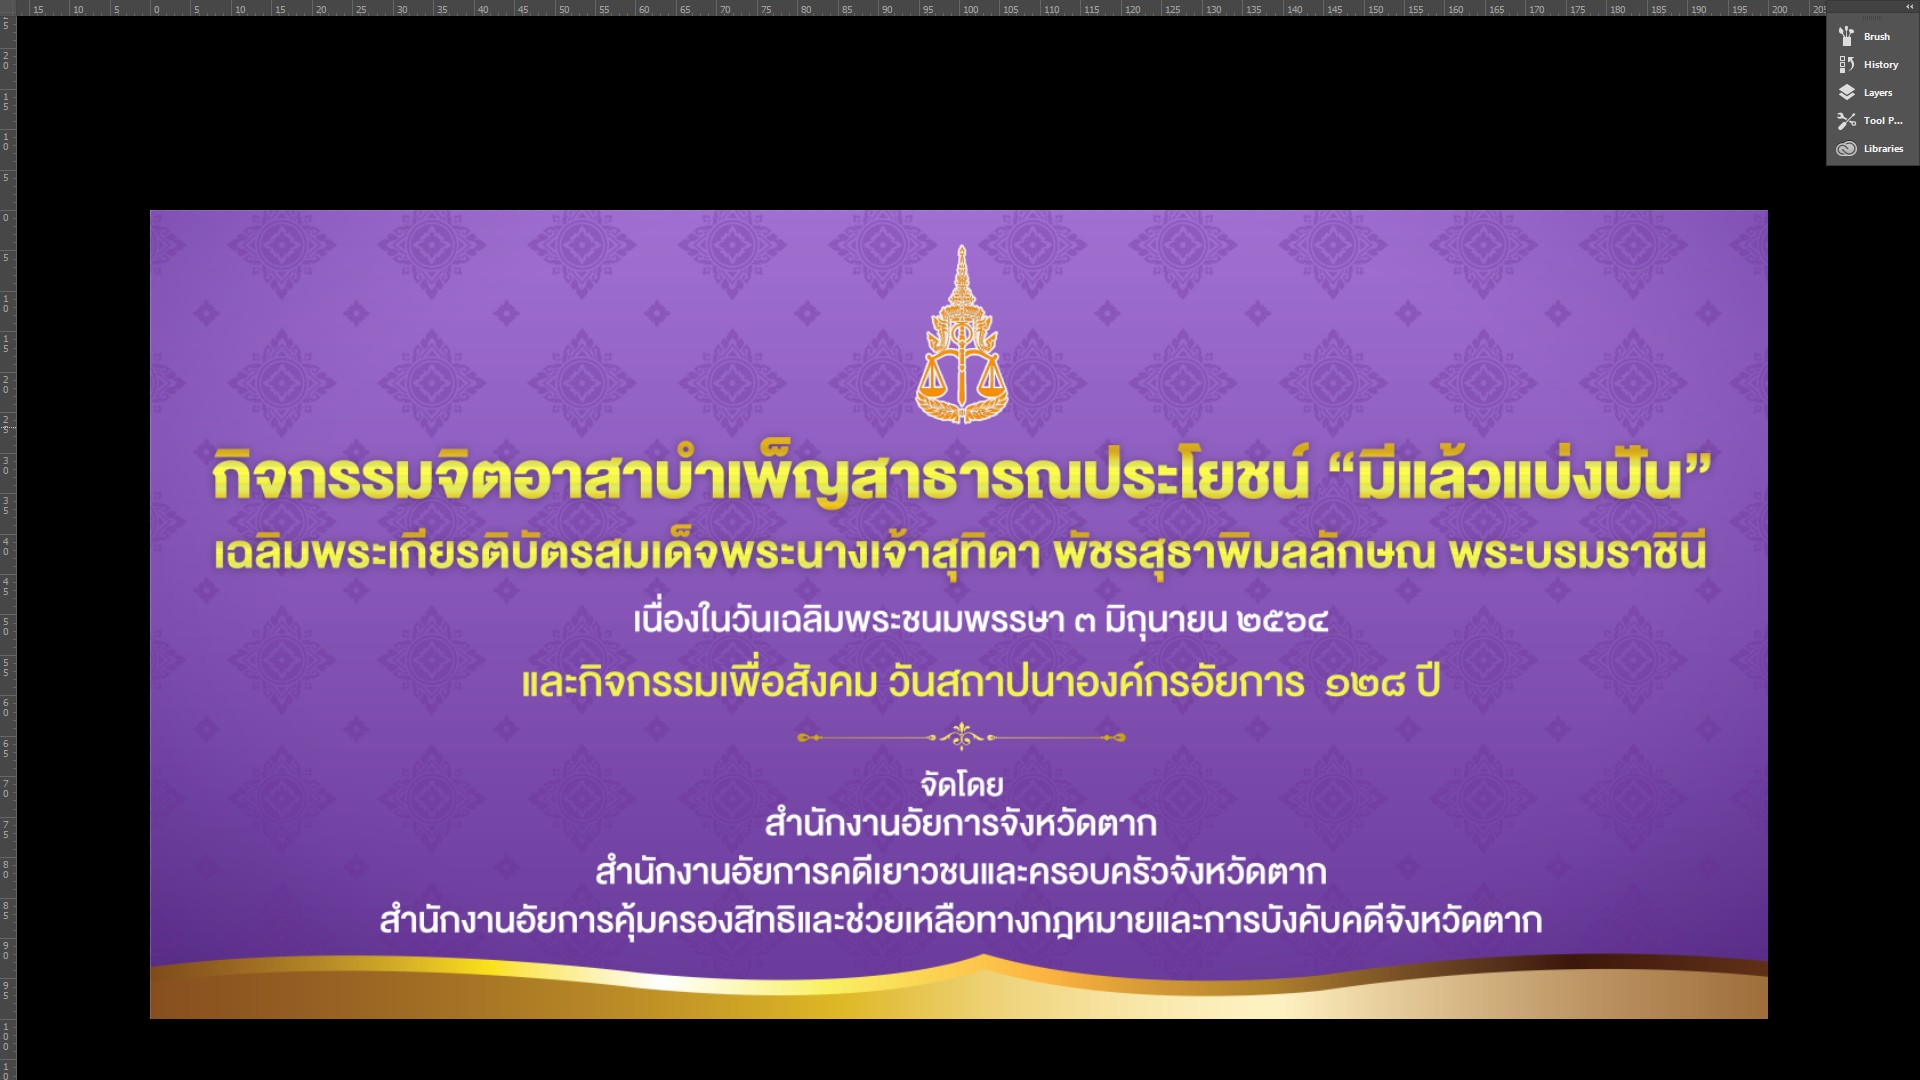 Brush
History
Layers
Tool P...
Libraries
กิจกรรมจิตอาสาบำเพ็ญสาธารณประโยชน์ “มีแล้วแบ่งปัน”
เฉลิมพระเกียรติบัตรสมเด็จพระนางเจ้าสุทิดา พัชรสุธาพิมลลักษณ พระบรมราชินี
เนื่องในวันเฉลิมพระชนมพรรษา ๓ มิถุนายน ๒๕๖๔
และกิจกรรมเพื่อสังคม วันสถาปนาองค์กรอัยการ ๑๒๘ ปี
จัดโดย
สำนักงานอัยการจังหวัดตาก
สำนักงานอัยการคดีเยาวชนและครอบครัวจังหวัดตาก
สำนักงานอัยการคุ้มครองสิทธิและช่วยเหลือทางกฎหมายและการบังคับคดีจังหวัดตาก